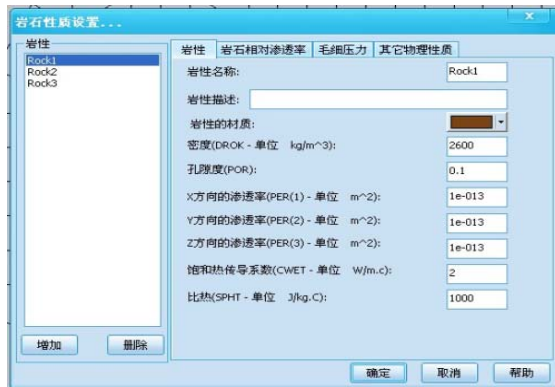 岩石性质设置...
岩性
Rock1
Rock2
Rock3
增加
删除
岩性 岩石相对渗透率 毛细压力 其它物理性质
岩性名称: Rock1
岩性描述:
岩性的材质:
密度(DROK - 单位 kg/m^3): 2600
孔隙度(POR): 0.1
X方向的渗透率(PER(1) - 单位 m^2): 1e-013
Y方向的渗透率(PER(2) - 单位 m^2): 1e-013
Z方向的渗透率(PER(3) - 单位 m^2): 1e-013
饱和热传导系数(CWET - 单位 W/m.c): 2
比热(SPHT - 单位 J/kg.C): 1000
确定 取消 帮助